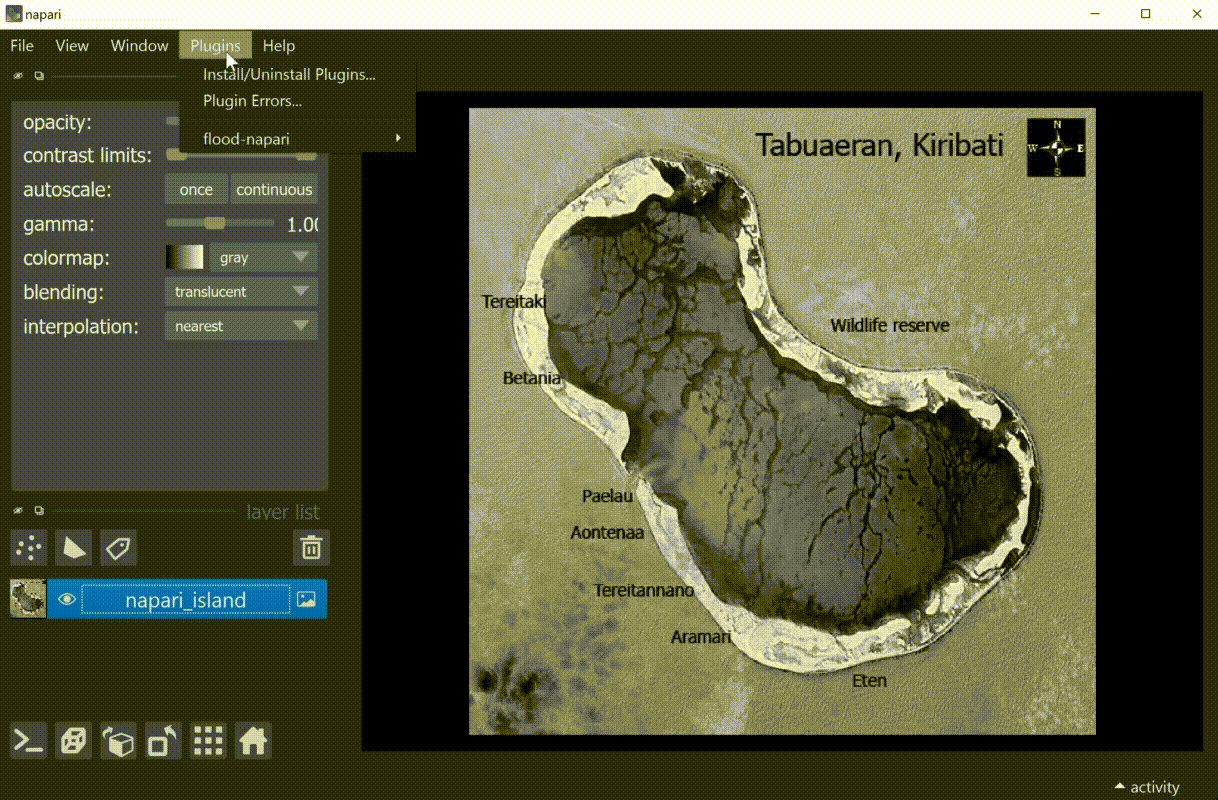 napari
File View Window Plugins Help
Install/Uninstall Plugins...
Plugin Errors...
flood-napari
opacity:
contrast limits:
autoscale: once continuous
gamma: 1.00
colormap: gray
blending: translucent
interpolation: nearest
layer list
napari_island
Tabuaeran, Kiribati
N
W E
S
Tereitaki
Wildlife reserve
Betania
Paelau
Aontenaa
Tereitannano
Aramari
Eten
activity